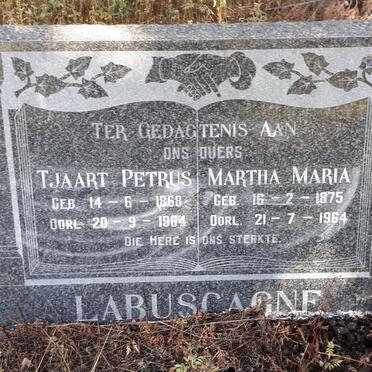 TER GEDAGTENIS AAN
ONS OUERS
TJAART PETRUS MARTHA MARIA
GEB. 14-6-1868 GEB. 16-2-1875
OORL. 20-9-1964 OORL. 21-7-1964
DIE HERE IS ONS STERKTE.
LABUSCAGNE